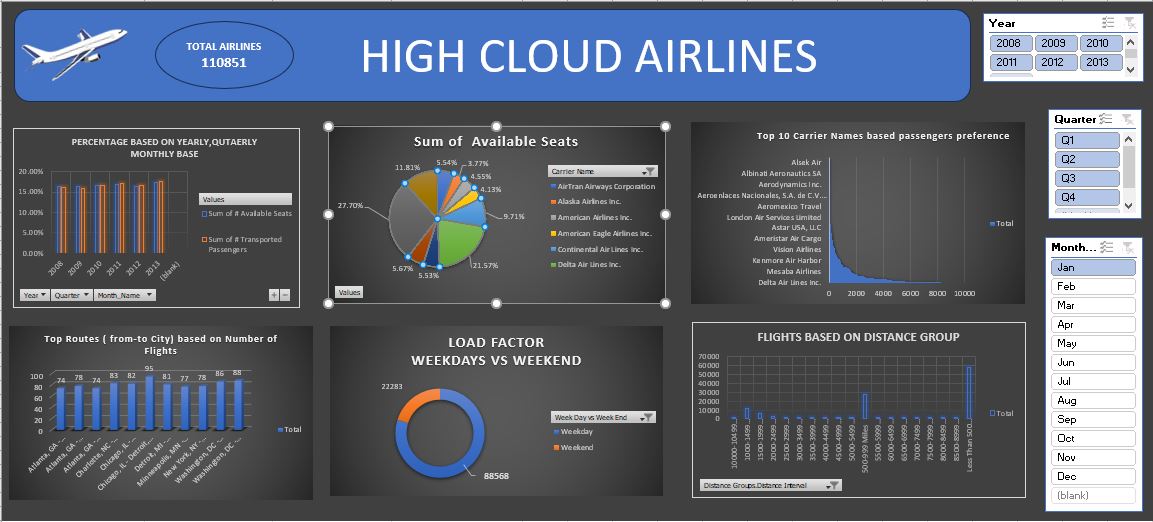 TOTAL AIRLINES
110851
HIGH CLOUD AIRLINES
Year
2008
2009
2010
2011
2012
2013
PERCENTAGE BASED ON YEARLY,QUTAERLY
MONTHLY BASE
20.00%
15.00%
10.00%
5.00%
0.00%
2008
2009
2010
2011
2012
2013
(blank)
Values
Sum of # Available Seats
Sum of # Transported
Passengers
Year
Quarter
Month_Name
Sum of  Available Seats
5.54%
3.77%
4.55%
4.13%
9.71%
21.57%
5.53%
5.67%
27.70%
11.81%
Values
Carrier Name
AirTran Airways Corporation
Alaska Airlines Inc.
American Airlines Inc.
American Eagle Airlines Inc.
Continental Air Lines Inc.
Delta Air Lines Inc.
Top 10 Carrier Names based passengers preference
Alsek Air
Albinati Aeronautics SA
Aerodynamics Inc.
Aeroenlaces Nacionales, S.A. de C.V....
Aeromexico Travel
London Air Services Limited
Astar USA, LLC
Ameristar Air Cargo
Vision Airlines
Kenmore Air Harbor
Mesaba Airlines
Delta Air Lines Inc.
0
2000
4000
6000
8000
10000
Total
Quarter
Q1
Q2
Q3
Q4
Month...
Jan
Feb
Mar
Apr
May
Jun
Jul
Aug
Sep
Oct
Nov
Dec
(blank)
Top Routes ( from-to City) based on Number of
Flights
100
80
60
40
20
0
74
78
74
83
82
95
81
77
78
86
88
Atlanta, GA -...
Atlanta, GA -...
Atlanta, GA -...
Charlotte, NC...
Chicago, IL -...
Chicago, IL - Detroit,...
Detroit, MI -...
Minneapolis, MN -...
New York, NY -...
Washington, DC -...
Washington, DC -...
Total
LOAD FACTOR
WEEKDAYS VS WEEKEND
22283
88568
Week Day vs Week End
Weekday
Weekend
FLIGHTS BASED ON DISTANCE GROUP
70000
60000
50000
40000
30000
20000
10000
0
10000-10499...
1000-1499...
1500-1999...
2000-2499...
2500-2999...
3000-3499...
3500-3999...
4000-4499...
4500-4999...
5000-5499...
500-999 Miles
5500-5999...
6000-6499...
6500-6999...
7000-7499...
7500-7999...
8000-8499...
8500-8999...
Less Than 500...
Total
Distance Groups.Distance Interval